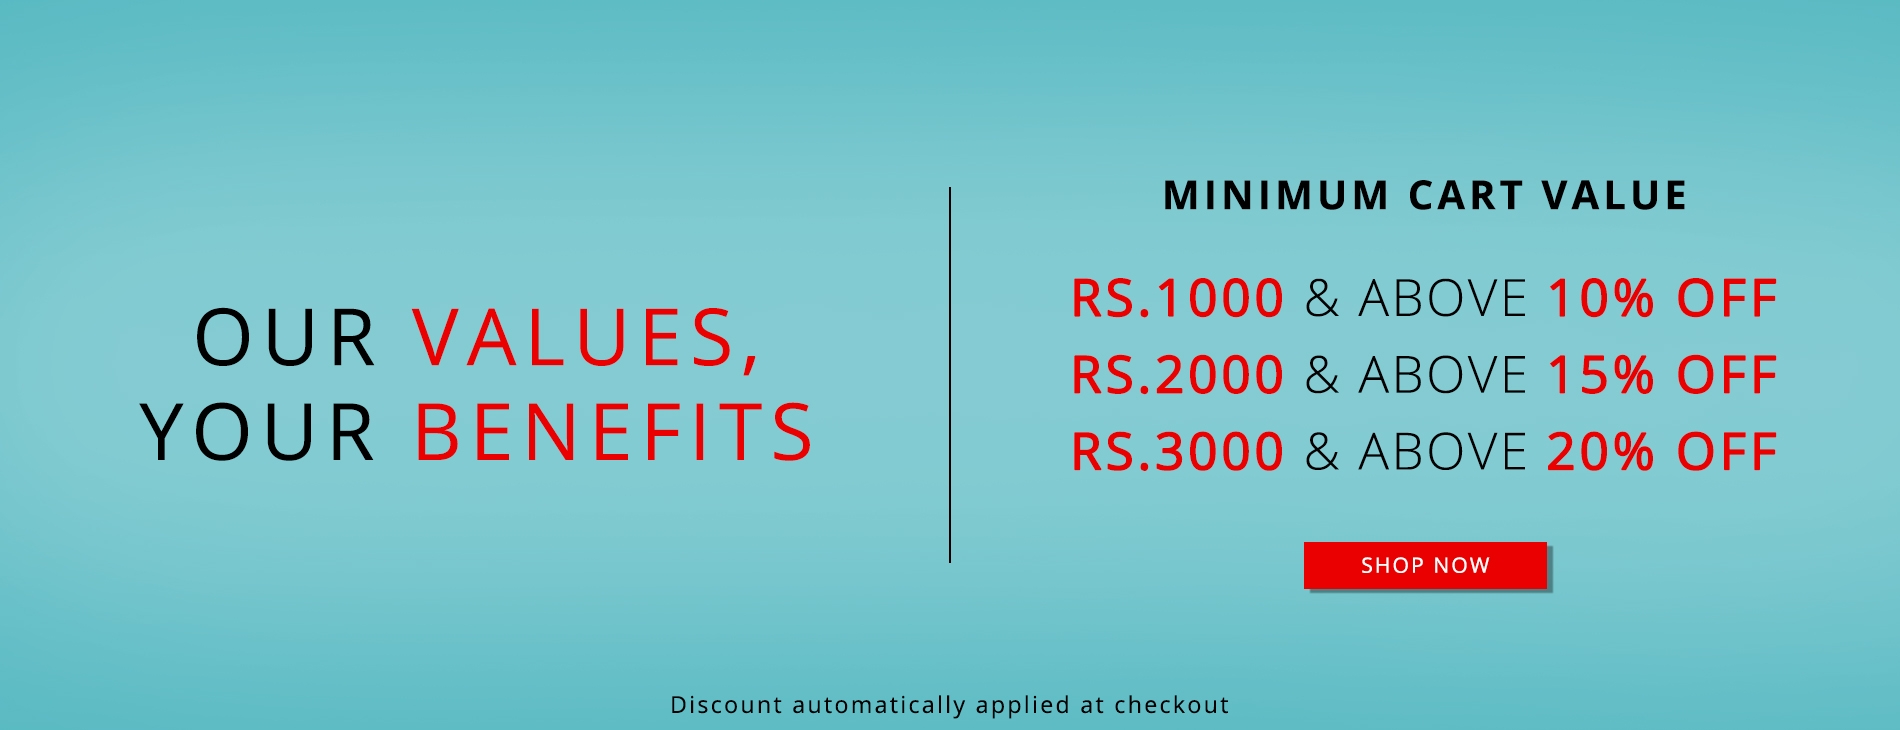 OUR VALUES,
YOUR BENEFITS
MINIMUM CART VALUE
RS.1000 & ABOVE 10% OFF
RS.2000 & ABOVE 15% OFF
RS.3000 & ABOVE 20% OFF
SHOP NOW
Discount automatically applied at checkout